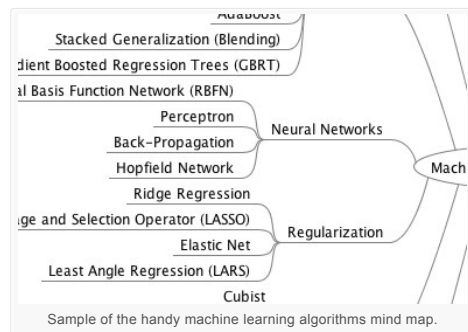 AdaBoost
Stacked Generalization (Blending)
dient Boosted Regression Trees (GBRT)
al Basis Function Network (RBFN)
Perceptron
Neural Networks
Back-Propagation
Hopfield Network
Mach
Ridge Regression
age and Selection Operator (LASSO)
Regularization
Elastic Net
Least Angle Regression (LARS)
Cubist
Sample of the handy machine learning algorithms mind map.